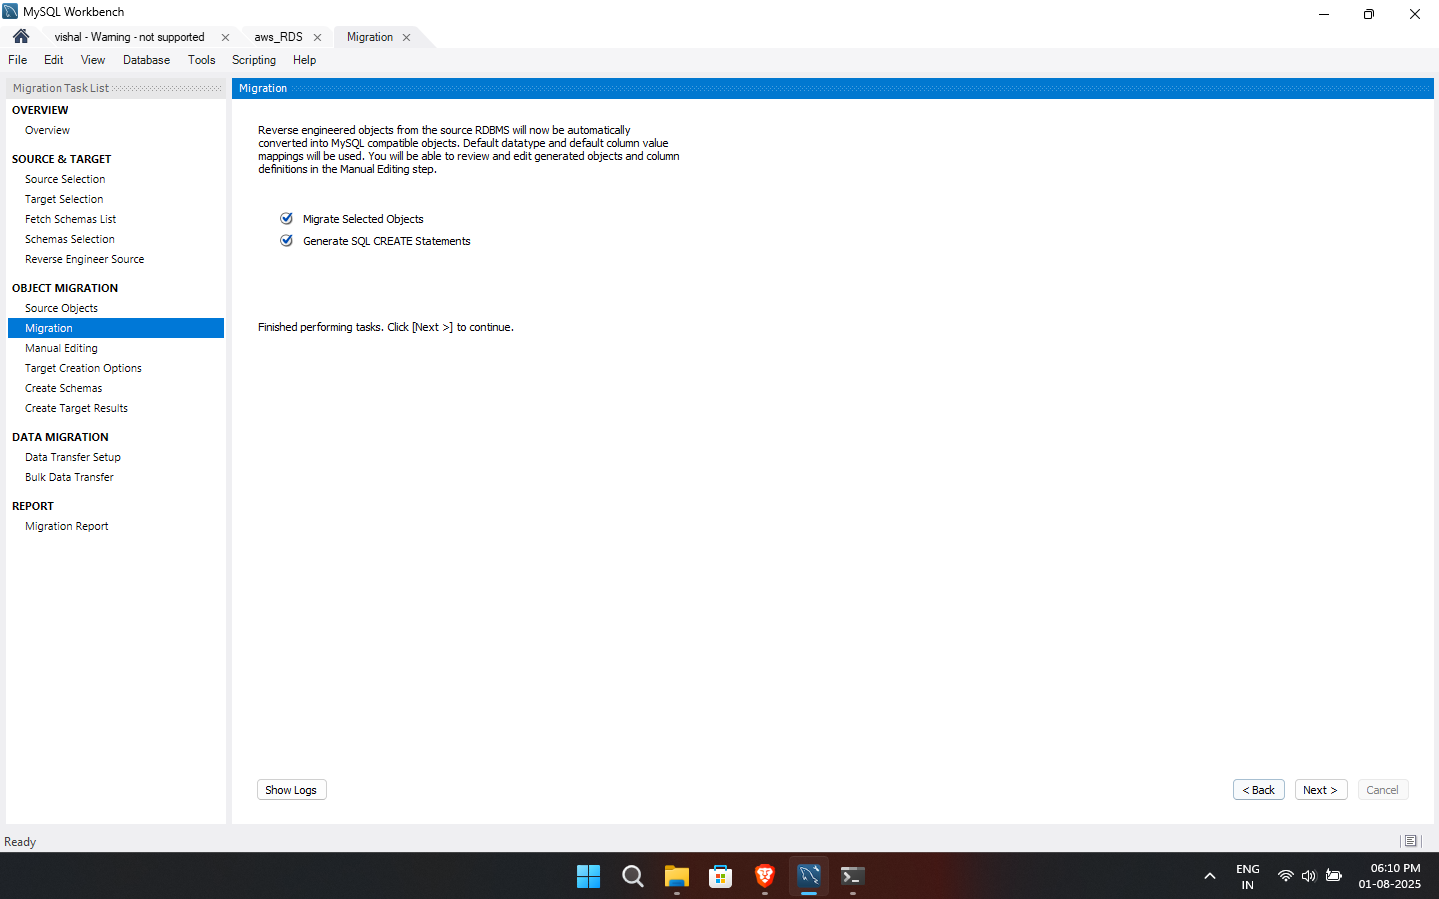 MySQL Workbench
vishal - Warning - not supported
aws_RDS
Migration
File Edit View Database Tools Scripting Help
Migration Task List
OVERVIEW
Overview
SOURCE & TARGET
Source Selection
Target Selection
Fetch Schemas List
Schemas Selection
Reverse Engineer Source
OBJECT MIGRATION
Source Objects
Migration
Manual Editing
Target Creation Options
Create Schemas
Create Target Results
DATA MIGRATION
Data Transfer Setup
Bulk Data Transfer
REPORT
Migration Report
Migration
Reverse engineered objects from the source RDBMS will now be automatically
converted into MySQL compatible objects. Default datatype and default column value
mappings will be used. You will be able to review and edit generated objects and column
definitions in the Manual Editing step.
Migrate Selected Objects
Generate SQL CREATE Statements
Finished performing tasks. Click [Next >] to continue.
Show Logs
< Back
Next >
Cancel
Ready
ENG
IN
06:10 PM
01-08-2025